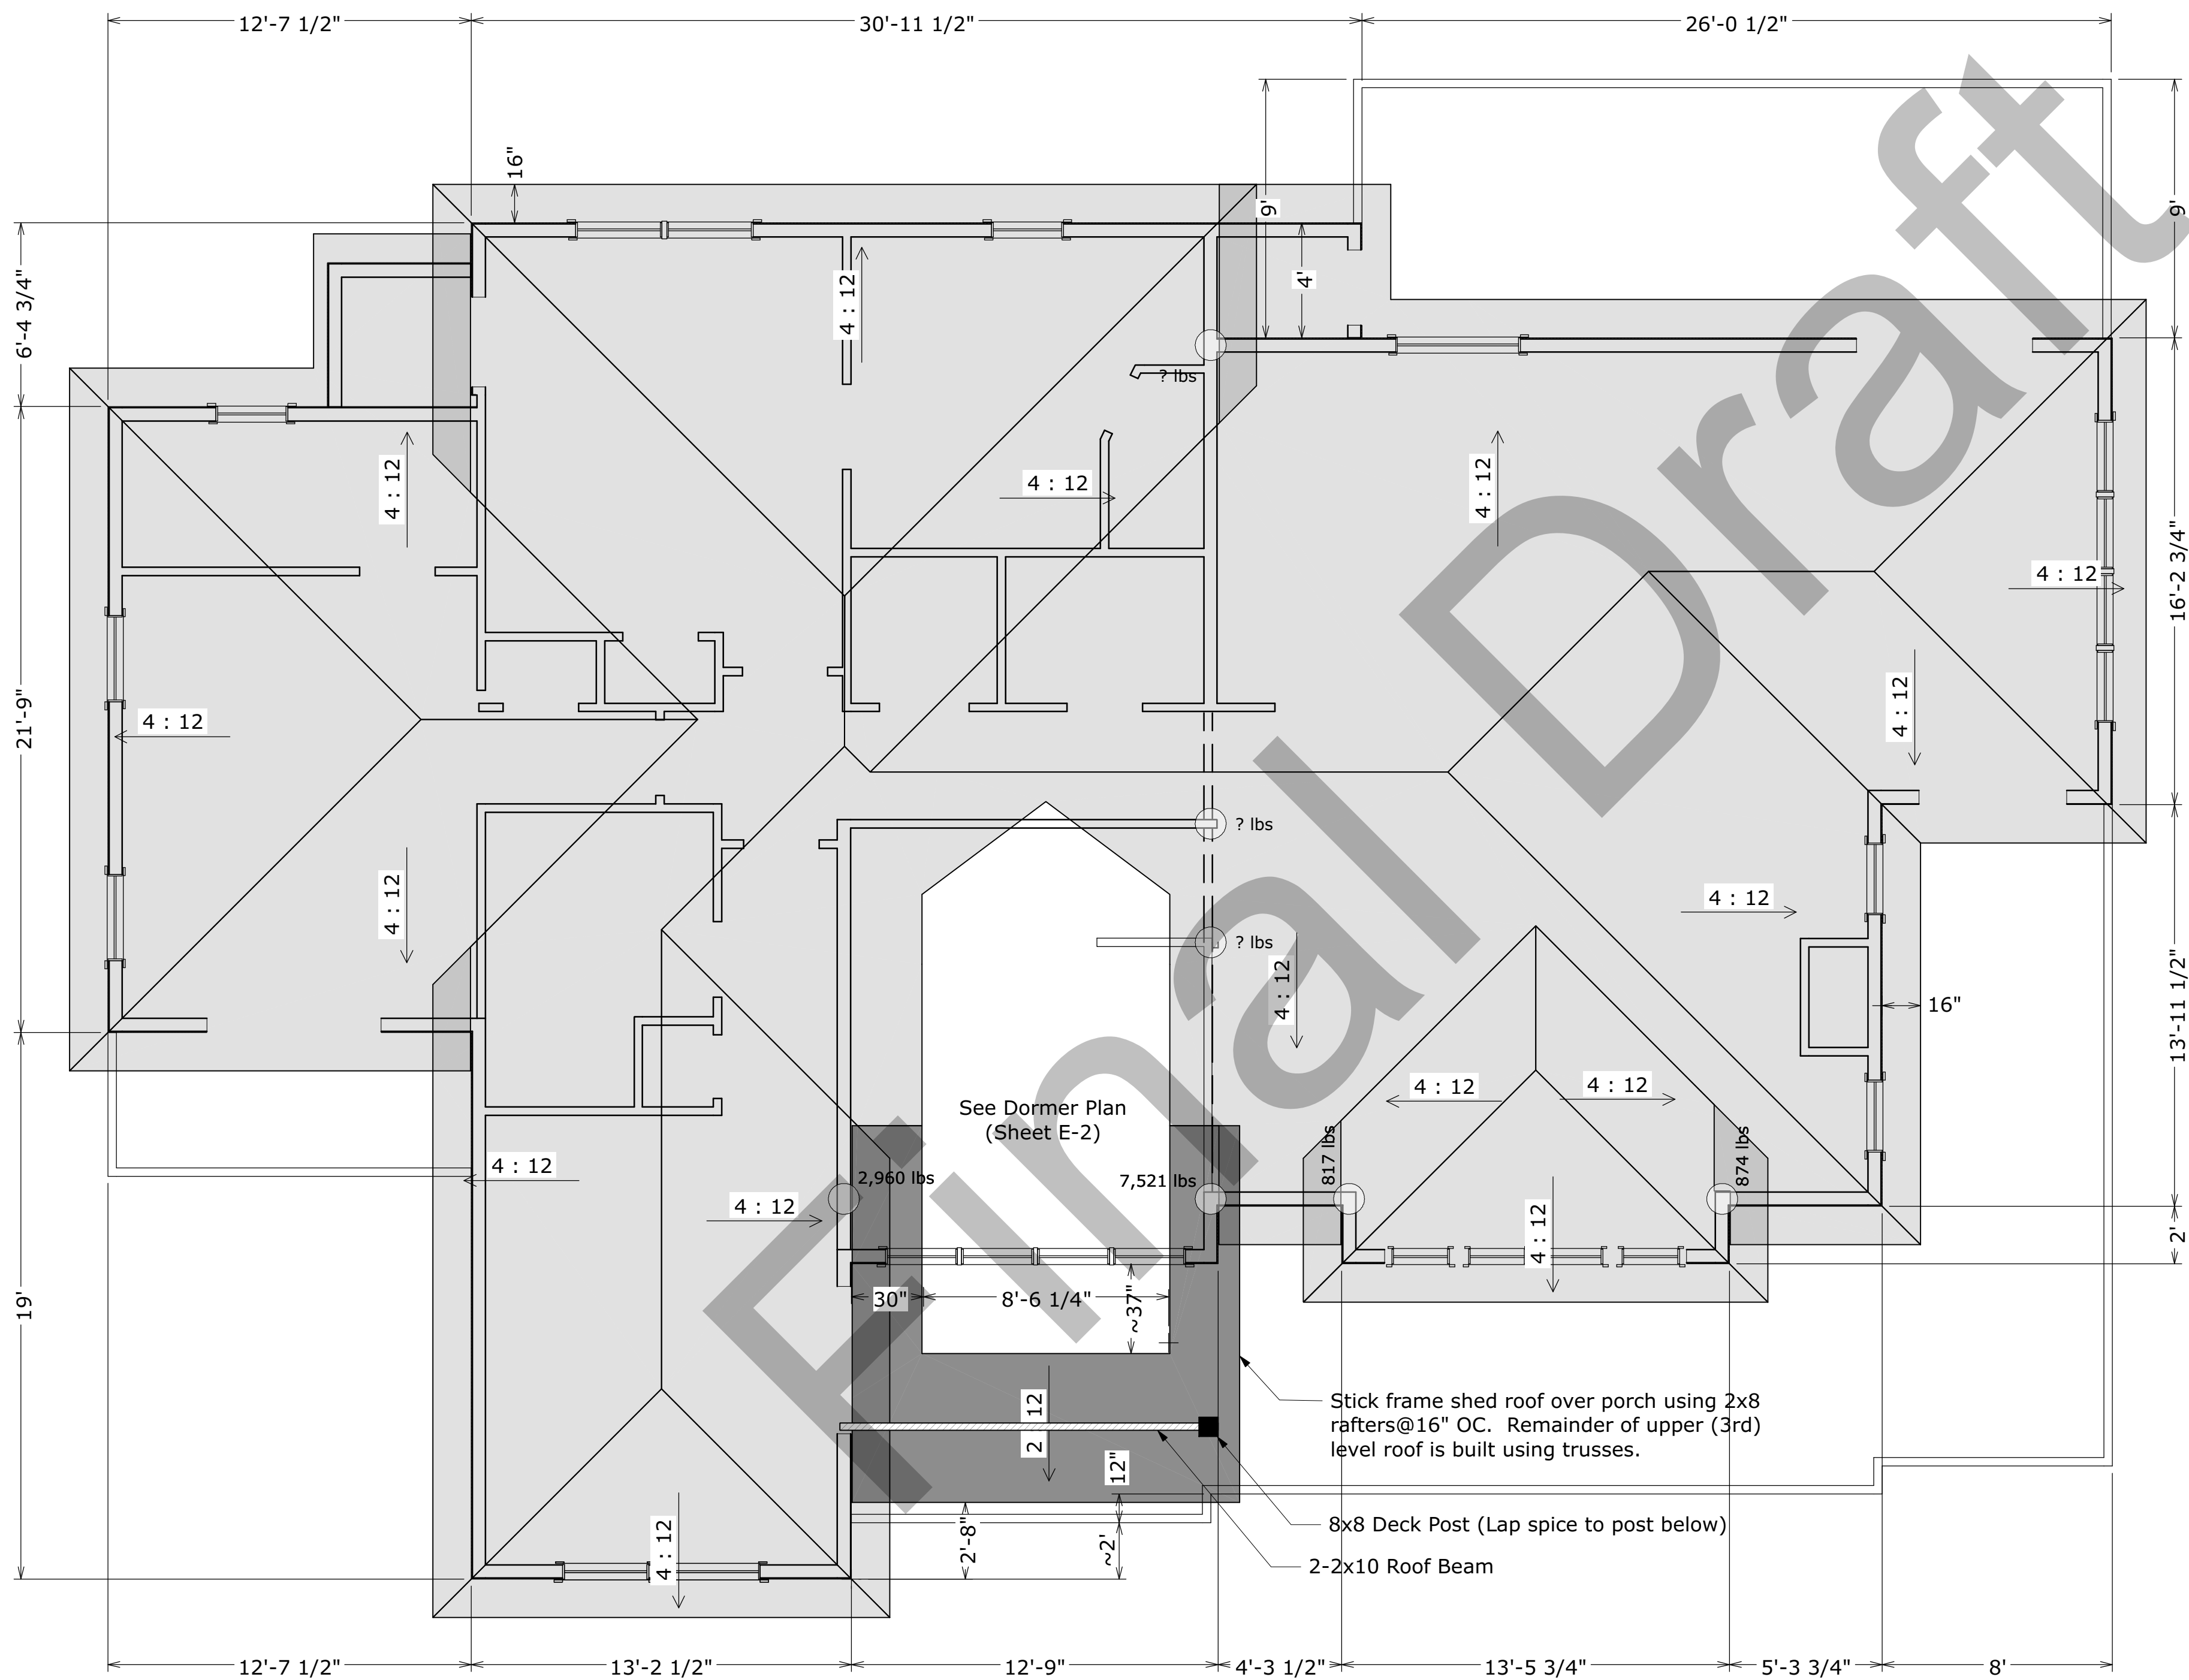 12'-7 1/2"
30'-11 1/2"
26'-0 1/2"
16"
9'
9'
6'-4 3/4"
4'
4 : 12
? lbs
4 : 12
4 : 12
4 : 12
4 : 12
16'-2 3/4"
21'-9"
4 : 12
4 : 12
? lbs
4 : 12
4 : 12
? lbs
4 : 12
16"
13'-11 1/2"
4 : 12
4 : 12
See Dormer Plan
(Sheet E-2)
817 lbs
874 lbs
4 : 12
2,960 lbs
7,521 lbs
4 : 12
4 : 12
2'
30"
8'-6 1/4"
~37"
19'
2 : 12
Stick frame shed roof over porch using 2x8
rafters@16" OC. Remainder of upper (3rd)
level roof is built using trusses.
12"
8x8 Deck Post (Lap spice to post below)
2'-8"
~2'
4 : 12
2-2x10 Roof Beam
12'-7 1/2"
13'-2 1/2"
12'-9"
4'-3 1/2"
13'-5 3/4"
5'-3 3/4"
8'
Final Draft